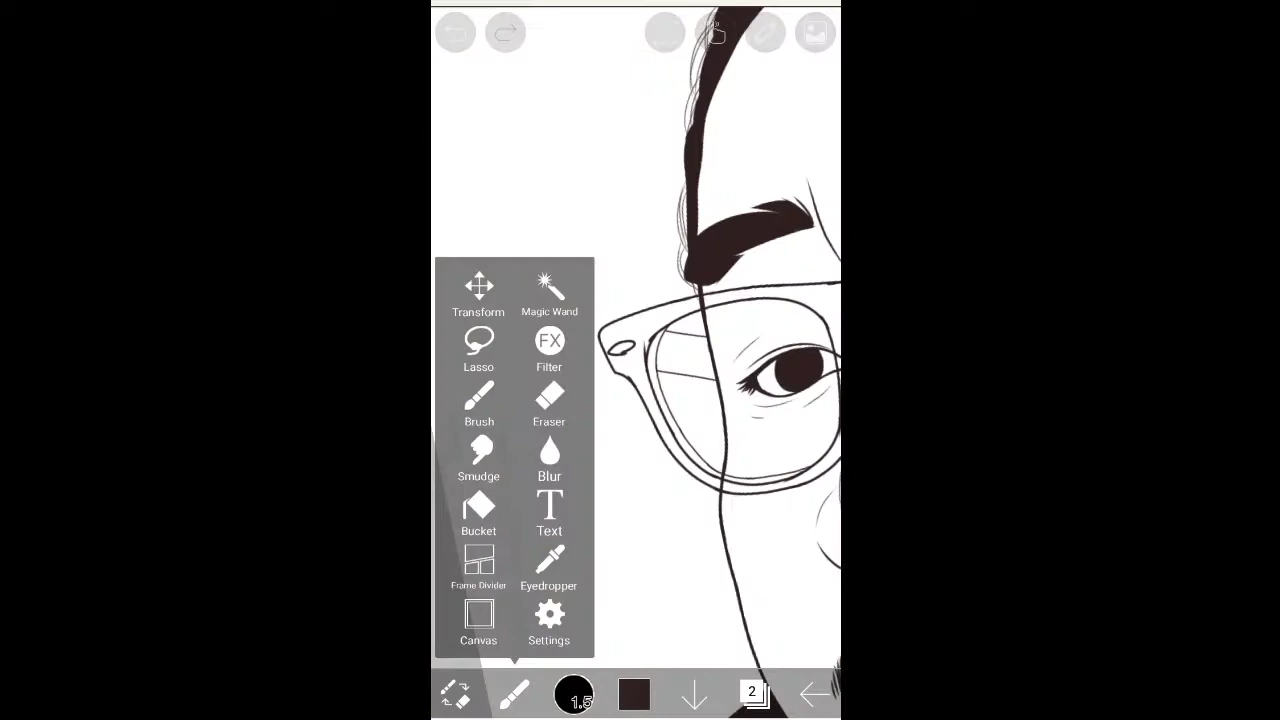 Transform Magic Wand
Lasso FX Filter
Brush Eraser
Smudge Blur
Bucket T Text
Frame Divider Eyedropper
Canvas Settings
1.5 2